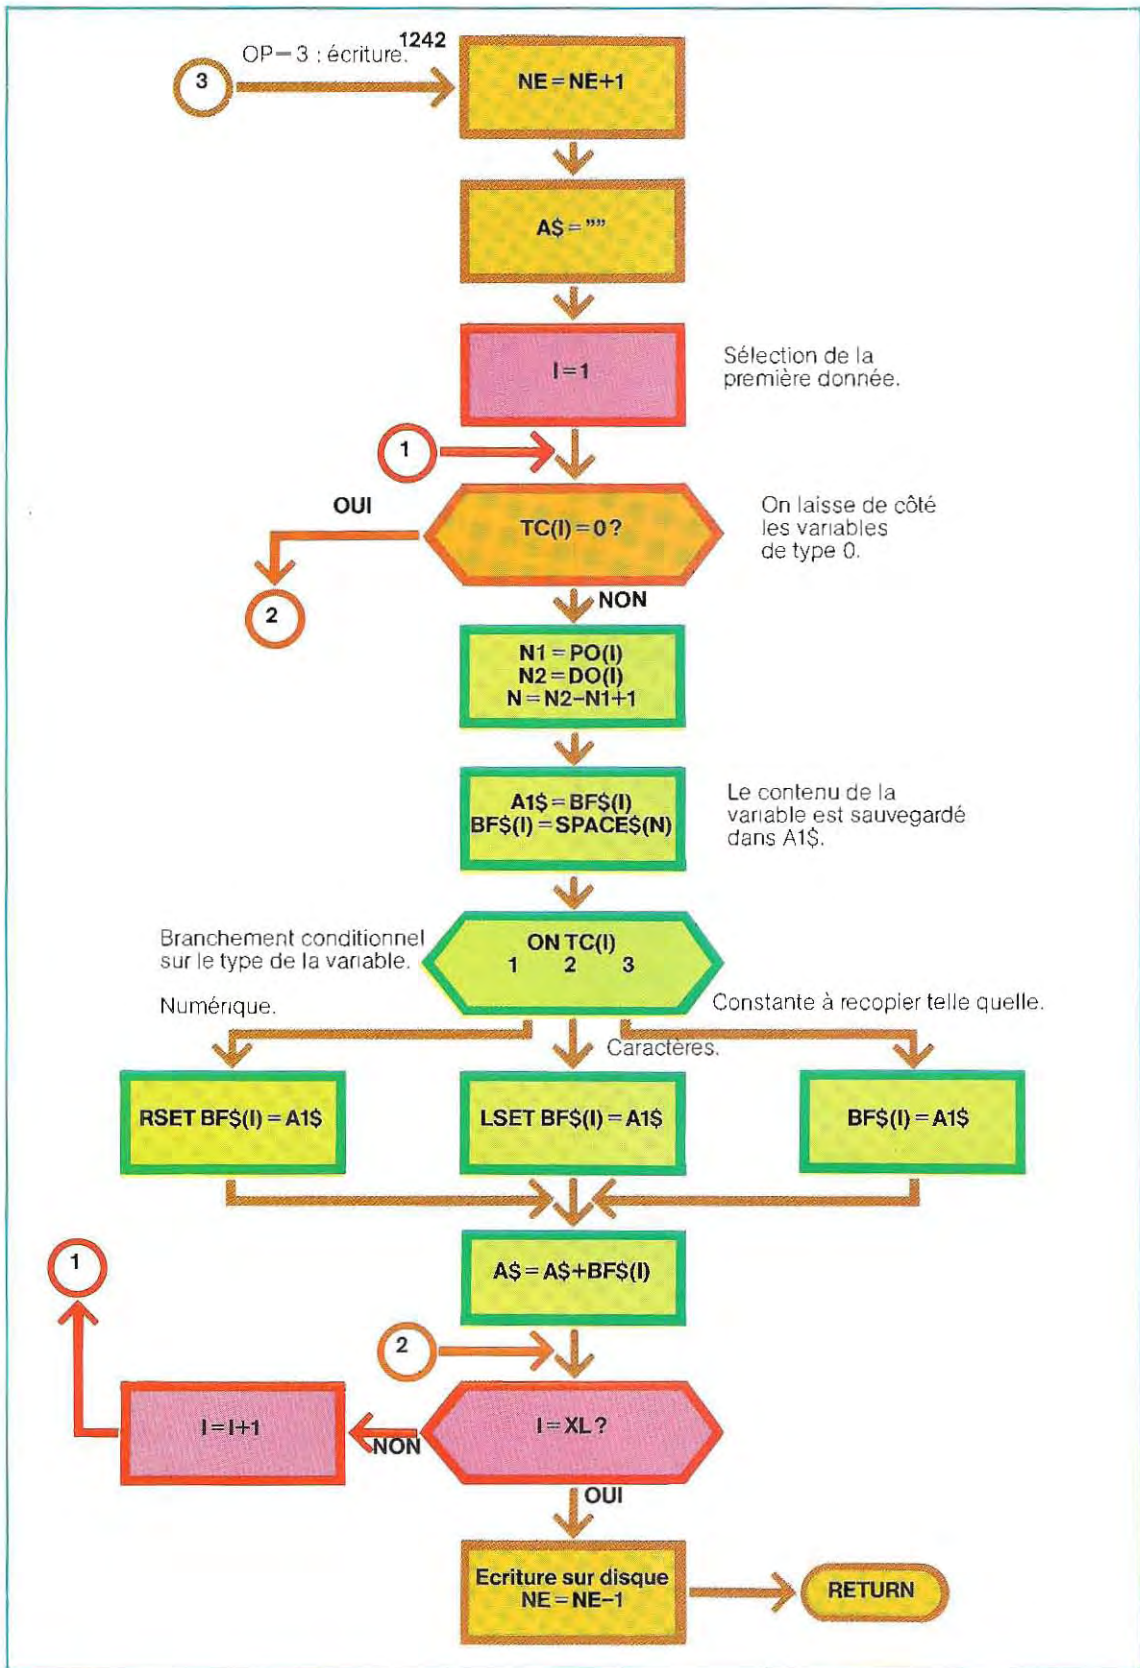 OP–3 : écriture. 1242
3
NE = NE+1
A$ = ””
I=1
Sélection de la
première donnée.
1
OUI
TC(I) = 0 ?
On laisse de côté
les variables
de type 0.
2
NON
N1 = PO(I)
N2 = DO(I)
N = N2–N1+1
A1$ = BF$(I)
BF$(I) = SPACE$(N)
Le contenu de la
variable est sauvegardé
dans A1$.
Branchement conditionnel
sur le type de la variable.
ON TC(I)
1 2 3
Numérique.
Constante à recopier telle quelle.
Caractères.
RSET BF$(I) = A1$
LSET BF$(I) = A1$
BF$(I) = A1$
1
A$ = A$+BF$(I)
2
I=I+1
NON
I=XL ?
OUI
Ecriture sur disque
NE = NE–1
RETURN